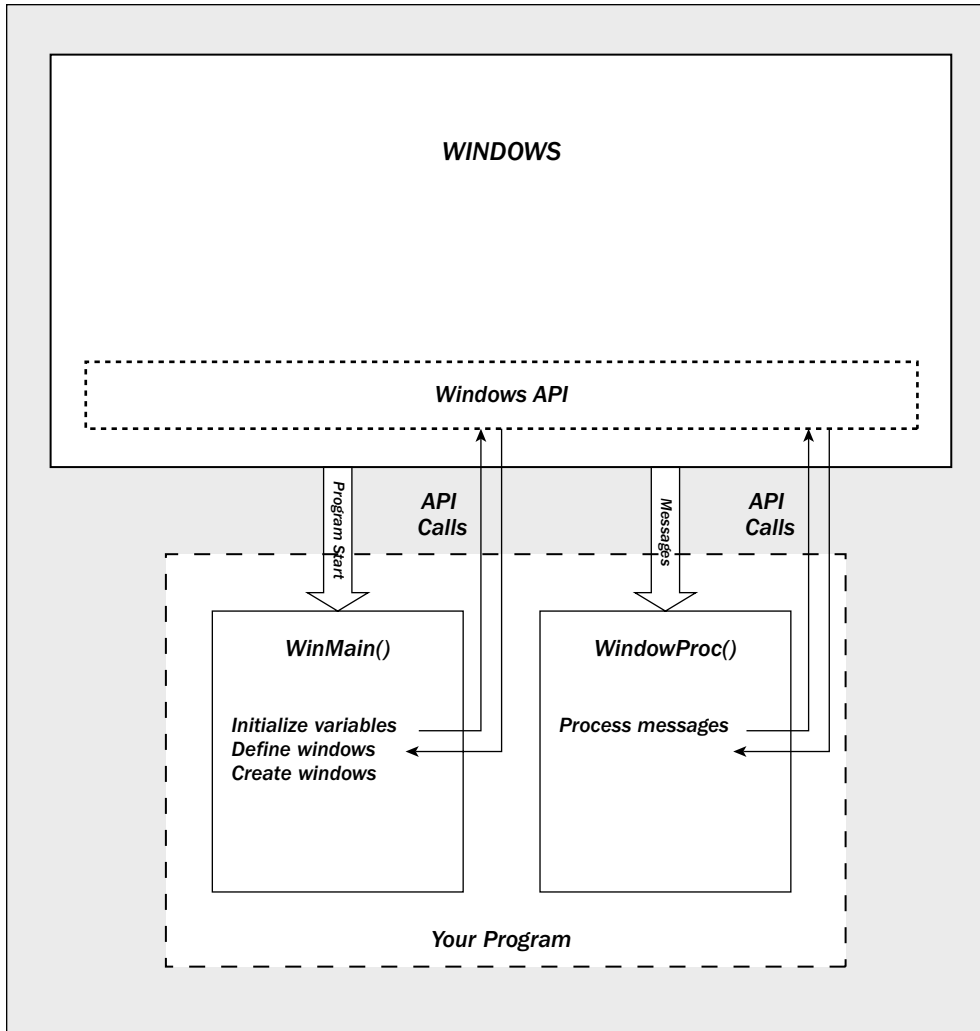 WINDOWS
Windows API
Program Start
API
Calls
Messages
API
Calls
WinMain()
Initialize variables
Define windows
Create windows
WindowProc()
Process messages
Your Program